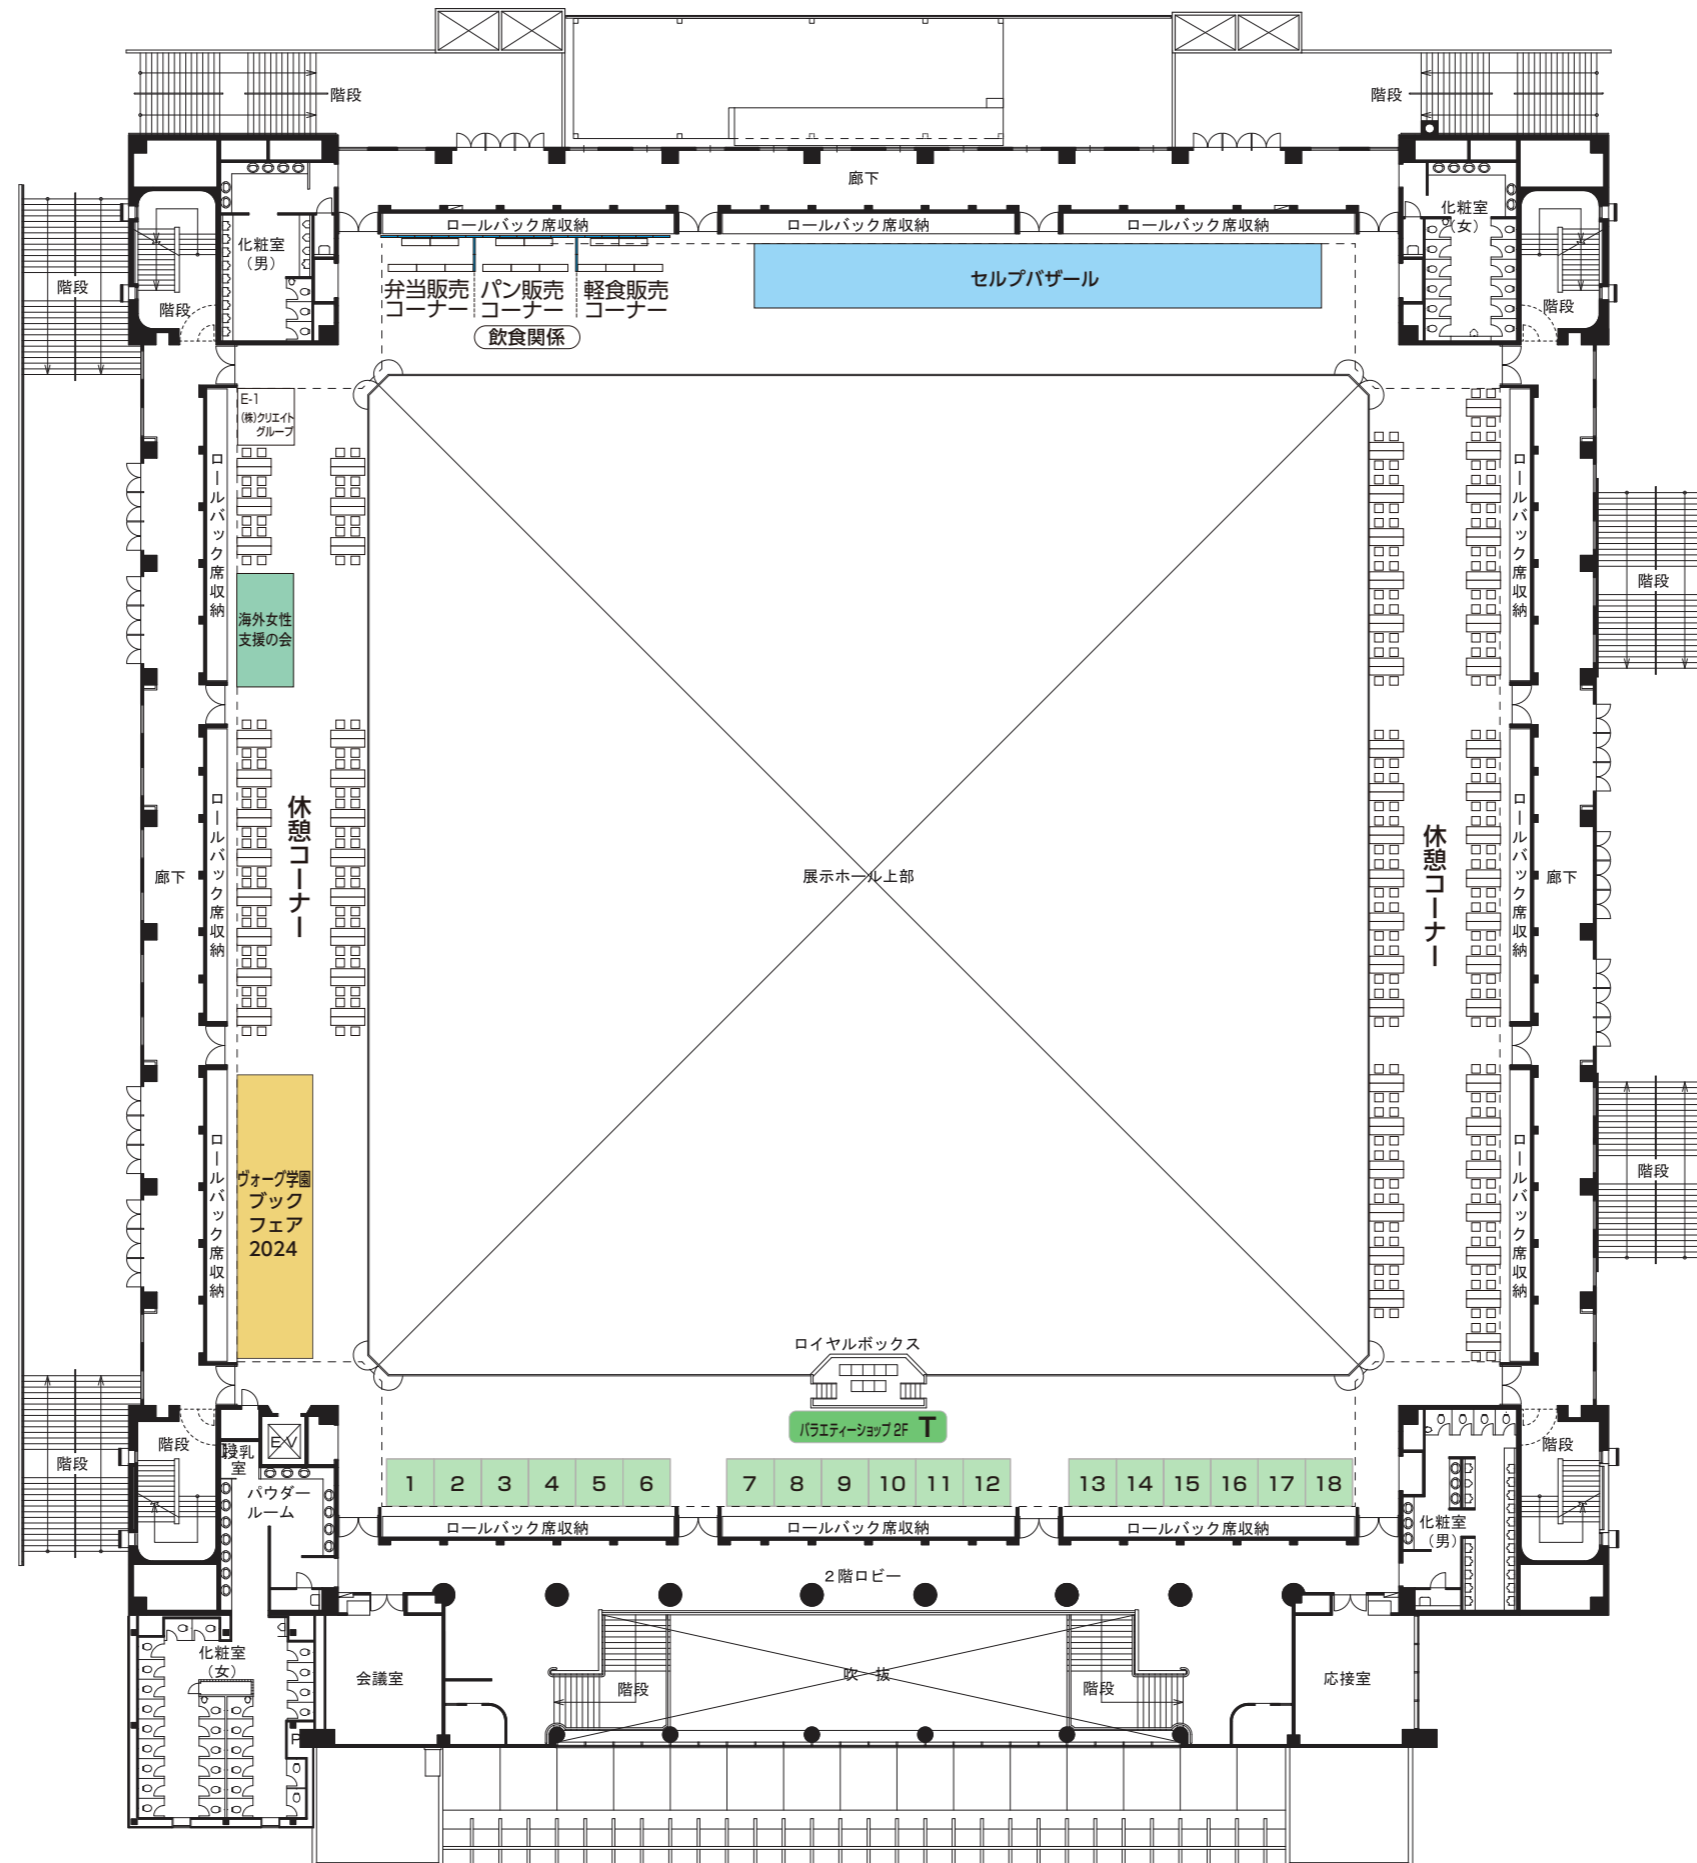 階段
階段
廊下
ロールバック席収納
ロールバック席収納
ロールバック席収納
化粧室
（男）
化粧室
（女）
階段
階段
階段
弁当販売
コーナー
パン販売
コーナー
軽食販売
コーナー
飲食関係
セルプバザール
E-1
(株)クリエイト
グループ
ロールバック席収納
ロールバック席収納
海外女性
支援の会
階段
休憩コーナー
休憩コーナー
ロールバック席収納
ロールバック席収納
廊下
廊下
展示ホール上部
ロールバック席収納
ロールバック席収納
ヴォーグ学園
ブック
フェア
2024
階段
ロイヤルボックス
バラエティーショップ 2F T
階段
階段
階段
授乳
室
EV
パウダー
ルーム
1 2 3 4 5 6
7 8 9 10 11 12
13 14 15 16 17 18
ロールバック席収納
ロールバック席収納
ロールバック席収納
化粧室
（男）
２階ロビー
化粧室
（女）
会議室
階段
吹 抜
階段
応接室
P